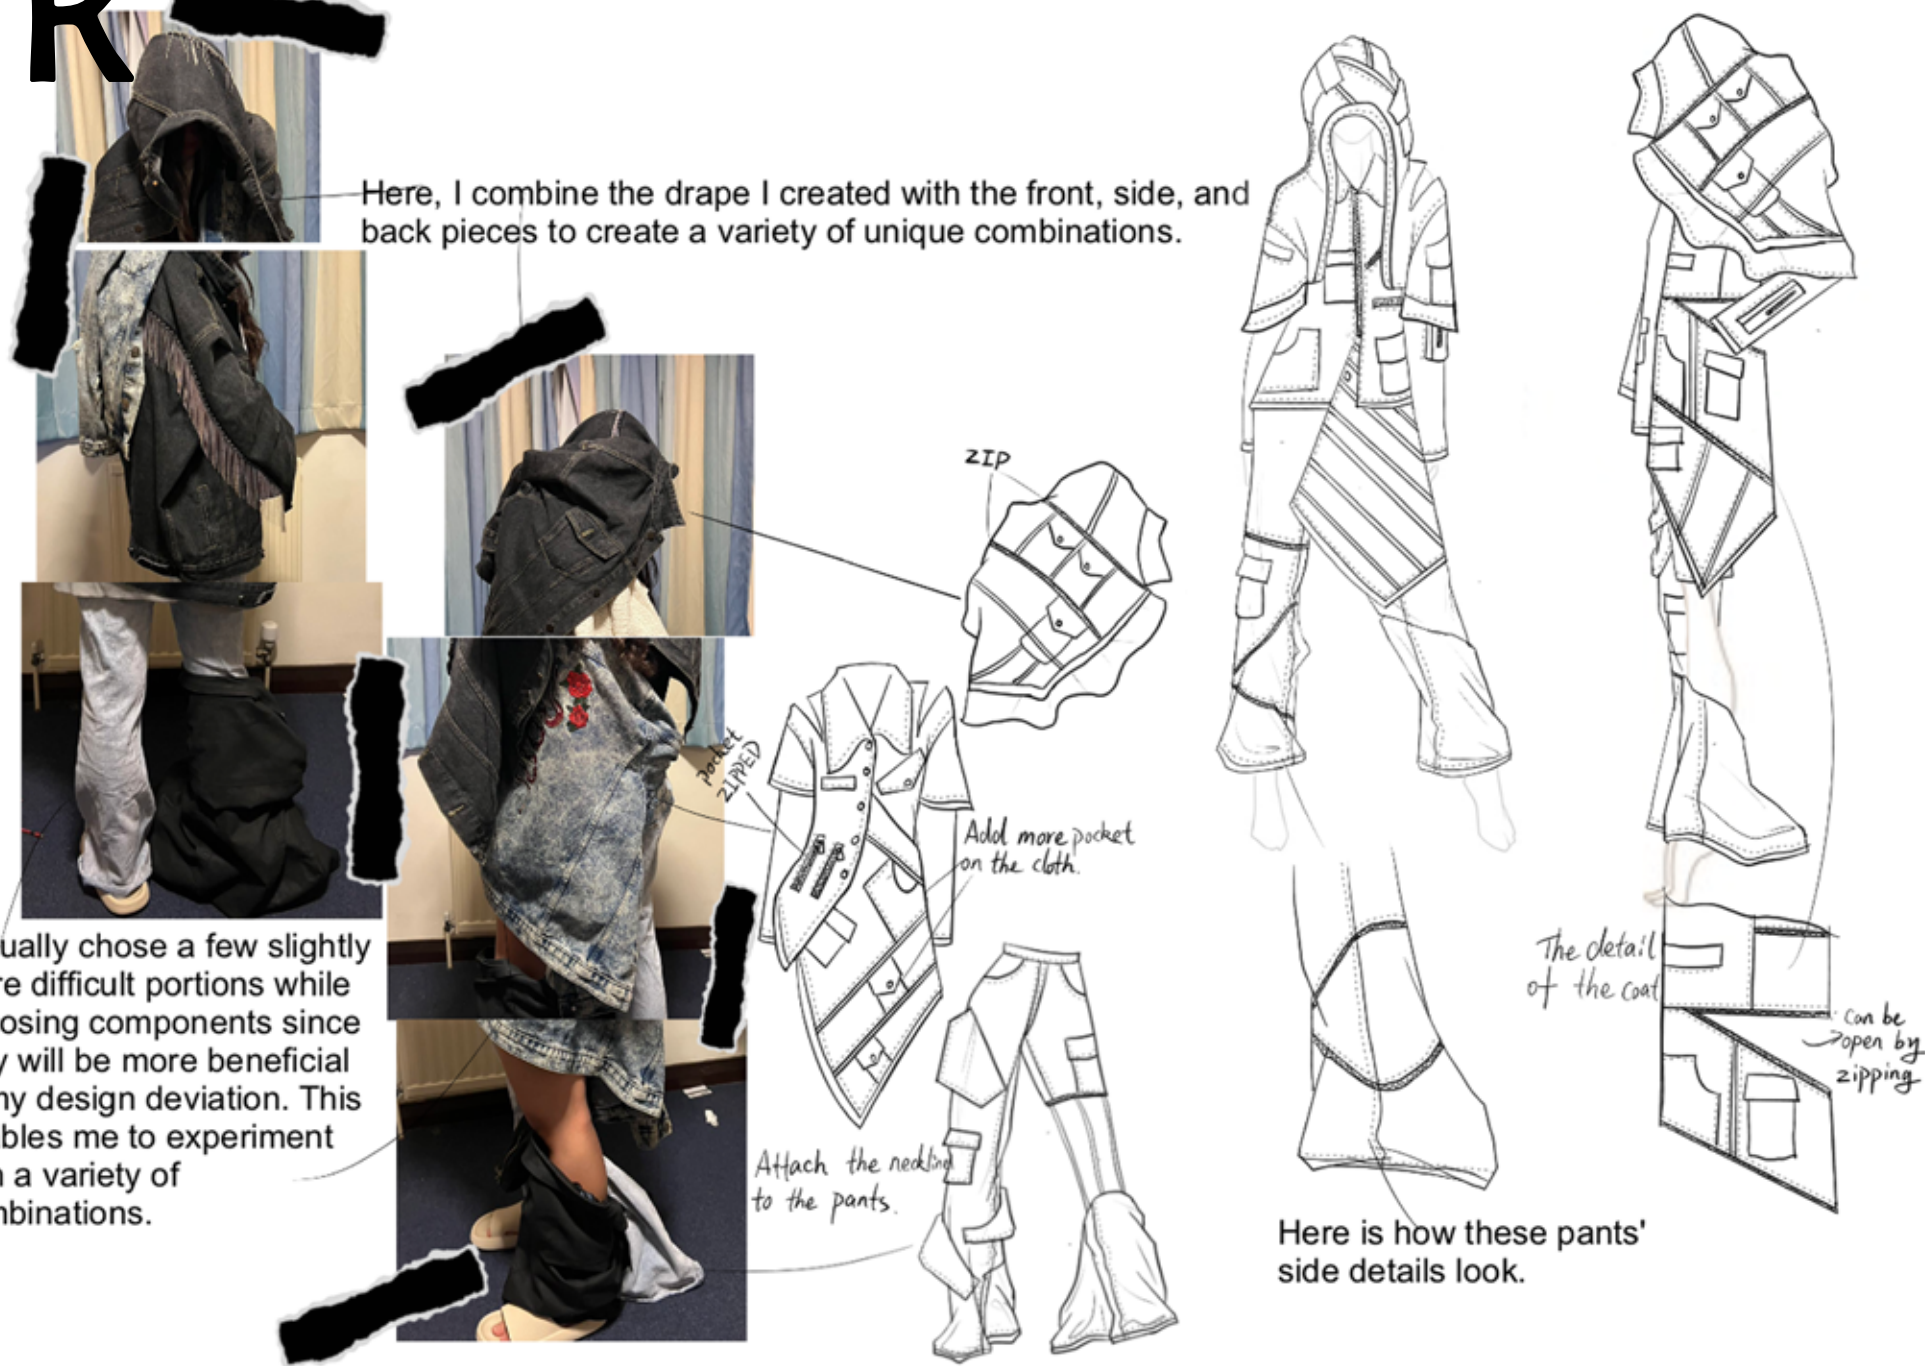 R
Here, I combine the drape I created with the front, side, and
back pieces to create a variety of unique combinations.
ZIP
pocket
ZIPPED
Add more pocket
on the cloth.
ually chose a few slightly
re difficult portions while
osing components since
y will be more beneficial
ny design deviation. This
bles me to experiment
a variety of
nbinations.
Attach the neckline
to the pants.
The detail
of the coat
can be
open by
zipping
Here is how these pants'
side details look.